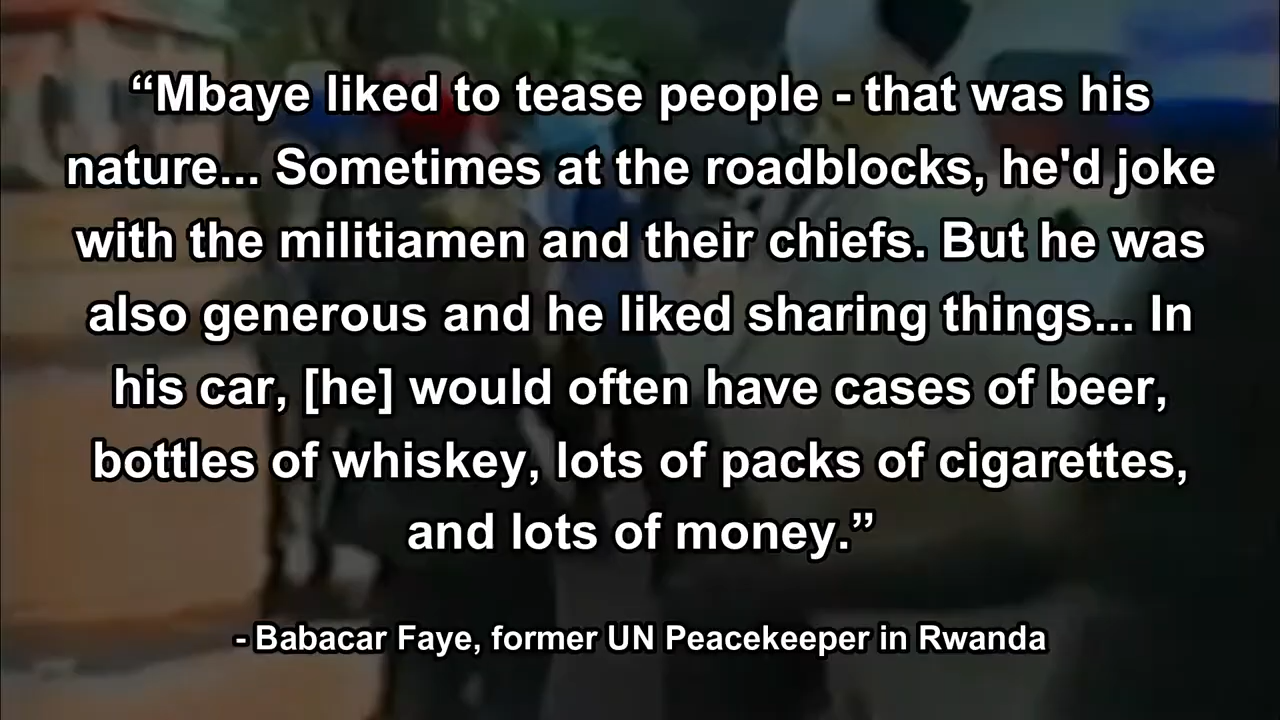 “Mbaye liked to tease people - that was his
nature... Sometimes at the roadblocks, he'd joke
with the militiamen and their chiefs. But he was
also generous and he liked sharing things... In
his car, [he] would often have cases of beer,
bottles of whiskey, lots of packs of cigarettes,
and lots of money.”
- Babacar Faye, former UN Peacekeeper in Rwanda